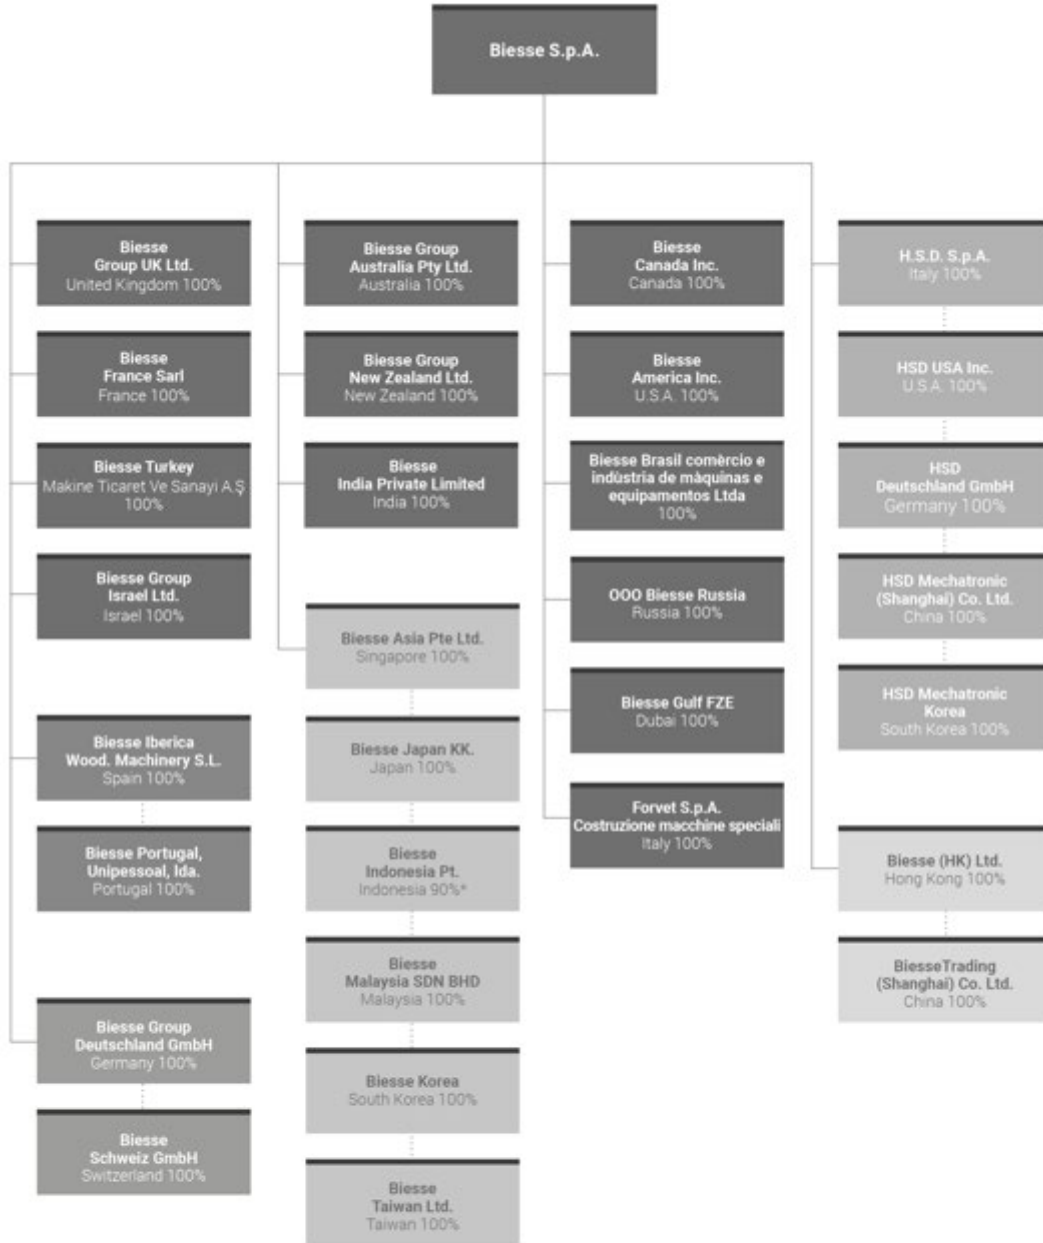 Biesse S.p.A.
Biesse
Group UK Ltd.
United Kingdom 100%
Biesse
France Sarl
France 100%
Biesse Turkey
Makine Ticaret Ve Sanayi A.Ş
100%
Biesse Group
Israel Ltd.
Israel 100%
Biesse Iberica
Wood. Machinery S.L.
Spain 100%
Biesse Portugal,
Unipessoal, lda.
Portugal 100%
Biesse Group
Deutschland GmbH
Germany 100%
Biesse
Schweiz GmbH
Switzerland 100%
Biesse Group
Australia Pty Ltd.
Australia 100%
Biesse Group
New Zealand Ltd.
New Zealand 100%
Biesse
India Private Limited
India 100%
Biesse Asia Pte Ltd.
Singapore 100%
Biesse Japan KK.
Japan 100%
Biesse
Indonesia Pt.
Indonesia 90%*
Biesse
Malaysia SDN BHD
Malaysia 100%
Biesse Korea
South Korea 100%
Biesse
Taiwan Ltd.
Taiwan 100%
Biesse
Canada Inc.
Canada 100%
Biesse
America Inc.
U.S.A. 100%
Biesse Brasil comèrcio e
indùstria de màquinas e
equipamentos Ltda
100%
OOO Biesse Russia
Russia 100%
Biesse Gulf FZE
Dubai 100%
Forvet S.p.A.
Costruzione macchine speciali
Italy 100%
H.S.D. S.p.A.
Italy 100%
HSD USA Inc.
U.S.A. 100%
HSD
Deutschland GmbH
Germany 100%
HSD Mechatronic
(Shanghai) Co. Ltd.
China 100%
HSD Mechatronic
Korea
South Korea 100%
Biesse (HK) Ltd.
Hong Kong 100%
BiesseTrading
(Shanghai) Co. Ltd.
China 100%